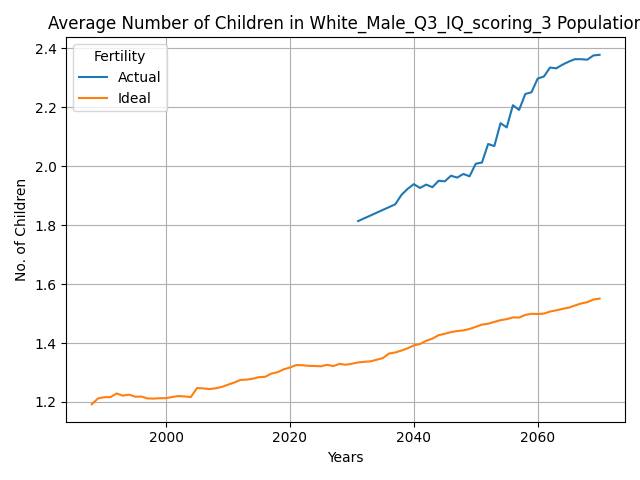 Average Number of Children in White_Male_Q3_IQ_scoring_3 Population
Fertility
Actual
Ideal
No. of Children
2.4
2.2
2.0
1.8
1.6
1.4
1.2
2000
2020
2040
2060
Years